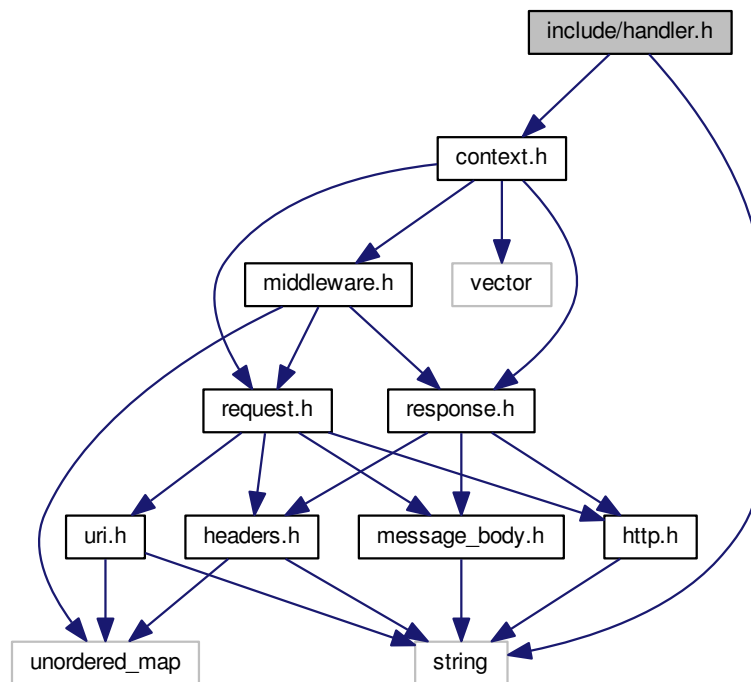 include/handler.h
context.h
middleware.h
vector
request.h
response.h
uri.h
headers.h
message_body.h
http.h
unordered_map
string